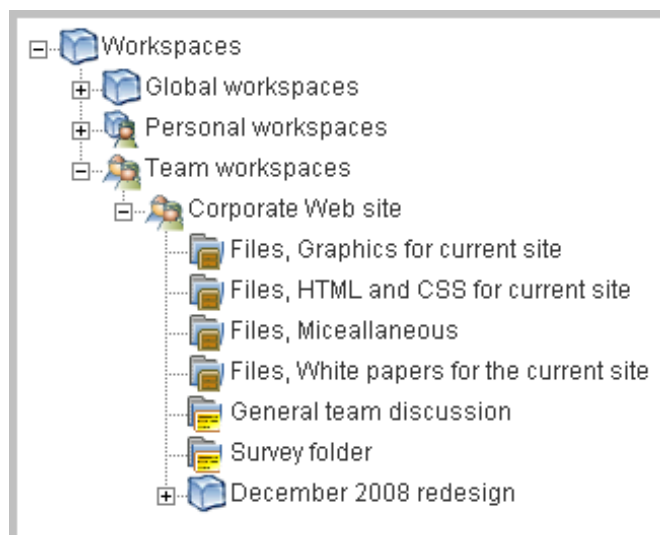 Workspaces
Global workspaces
Personal workspaces
Team workspaces
Corporate Web site
Files, Graphics for current site
Files, HTML and CSS for current site
Files, Miceallaneous
Files, White papers for the current site
General team discussion
Survey folder
December 2008 redesign